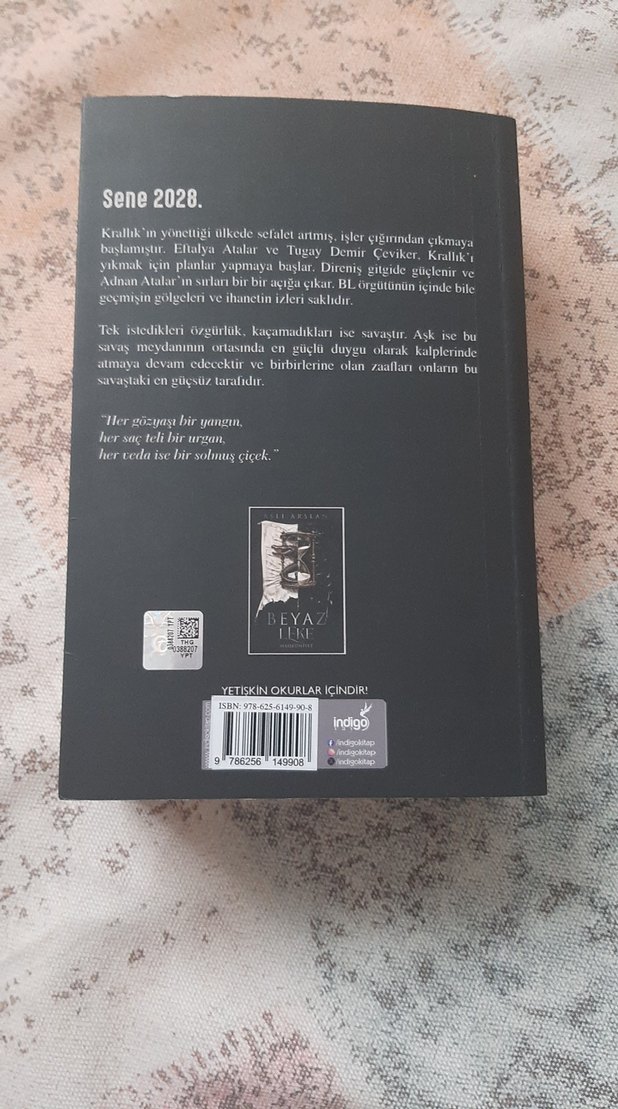 Sene 2028.
Krallık'ın yönettiği ülkede sefalet artmış, işler çığırından çıkmaya
başlamıştır. Eftalya Atalar ve Tugay Demir Çeviker, Krallık'ı
yıkmak için planlar yapmaya başlar. Direniş gitgide güçlenir ve
Adnan Atalar'ın sırları bir bir açığa çıkar. BL örgütünün içinde bile
geçmişin gölgeleri ve ihanetin izleri saklıdır.
Tek istedikleri özgürlük, kaçamadıkları ise savaştır. Aşk ise bu
savaş meydanının ortasında en güçlü duygu olarak kalplerinde
atmaya devam edecektir ve birbirlerine olan zaafları onların bu
savaştaki en güçsüz tarafıdır.
"Her gözyaşı bir yangın,
her saç teli bir urgan,
her veda ise bir solmuş çiçek."
ASLI ARSLAN
BEYAZ
LEKE
THG
0388207
YPT
YETİŞKİN OKURLAR İÇİNDİR!
ISBN: 978-625-6149-90-8
9 786256 149908
indigo
/indigokitap
/indigokitap
/indigokitap